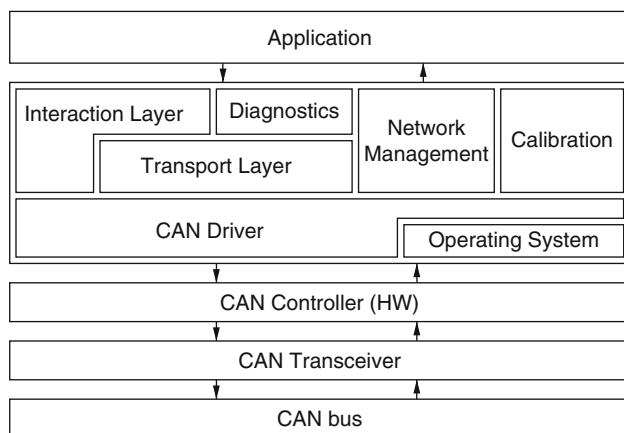 Application
Interaction Layer
Diagnostics
Network
Management
Calibration
Transport Layer
CAN Driver
Operating System
CAN Controller (HW)
CAN Transceiver
CAN bus